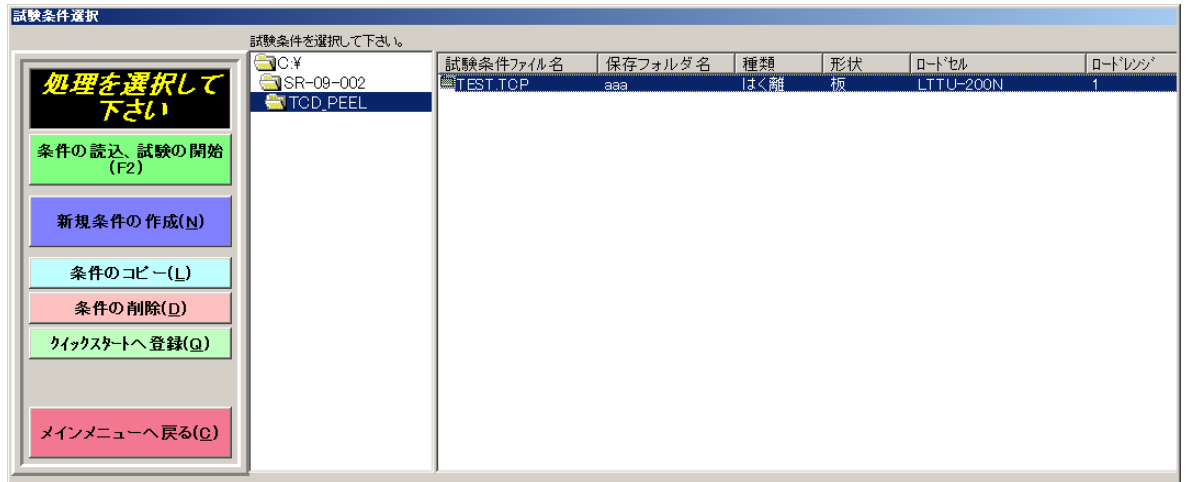 試験条件選択
試験条件を選択して下さい。
処理を選択して
下さい
条件の読込、試験の開始
(F2)
新規条件の作成(N)
条件のコピー(L)
条件の削除(D)
ｸｲｯｸｽﾀｰﾄへ登録(Q)
メインメニューへ戻る(C)
C:¥
SR-09-002
TCD_PEEL
試験条件ﾌｧｲﾙ名 保存フォルダ名 種類 形状 ﾛｰﾄﾞｾﾙ ﾛｰﾄﾞﾚﾝｼﾞ
TEST.TCP aaa はく離 板 LTTU-200N 1